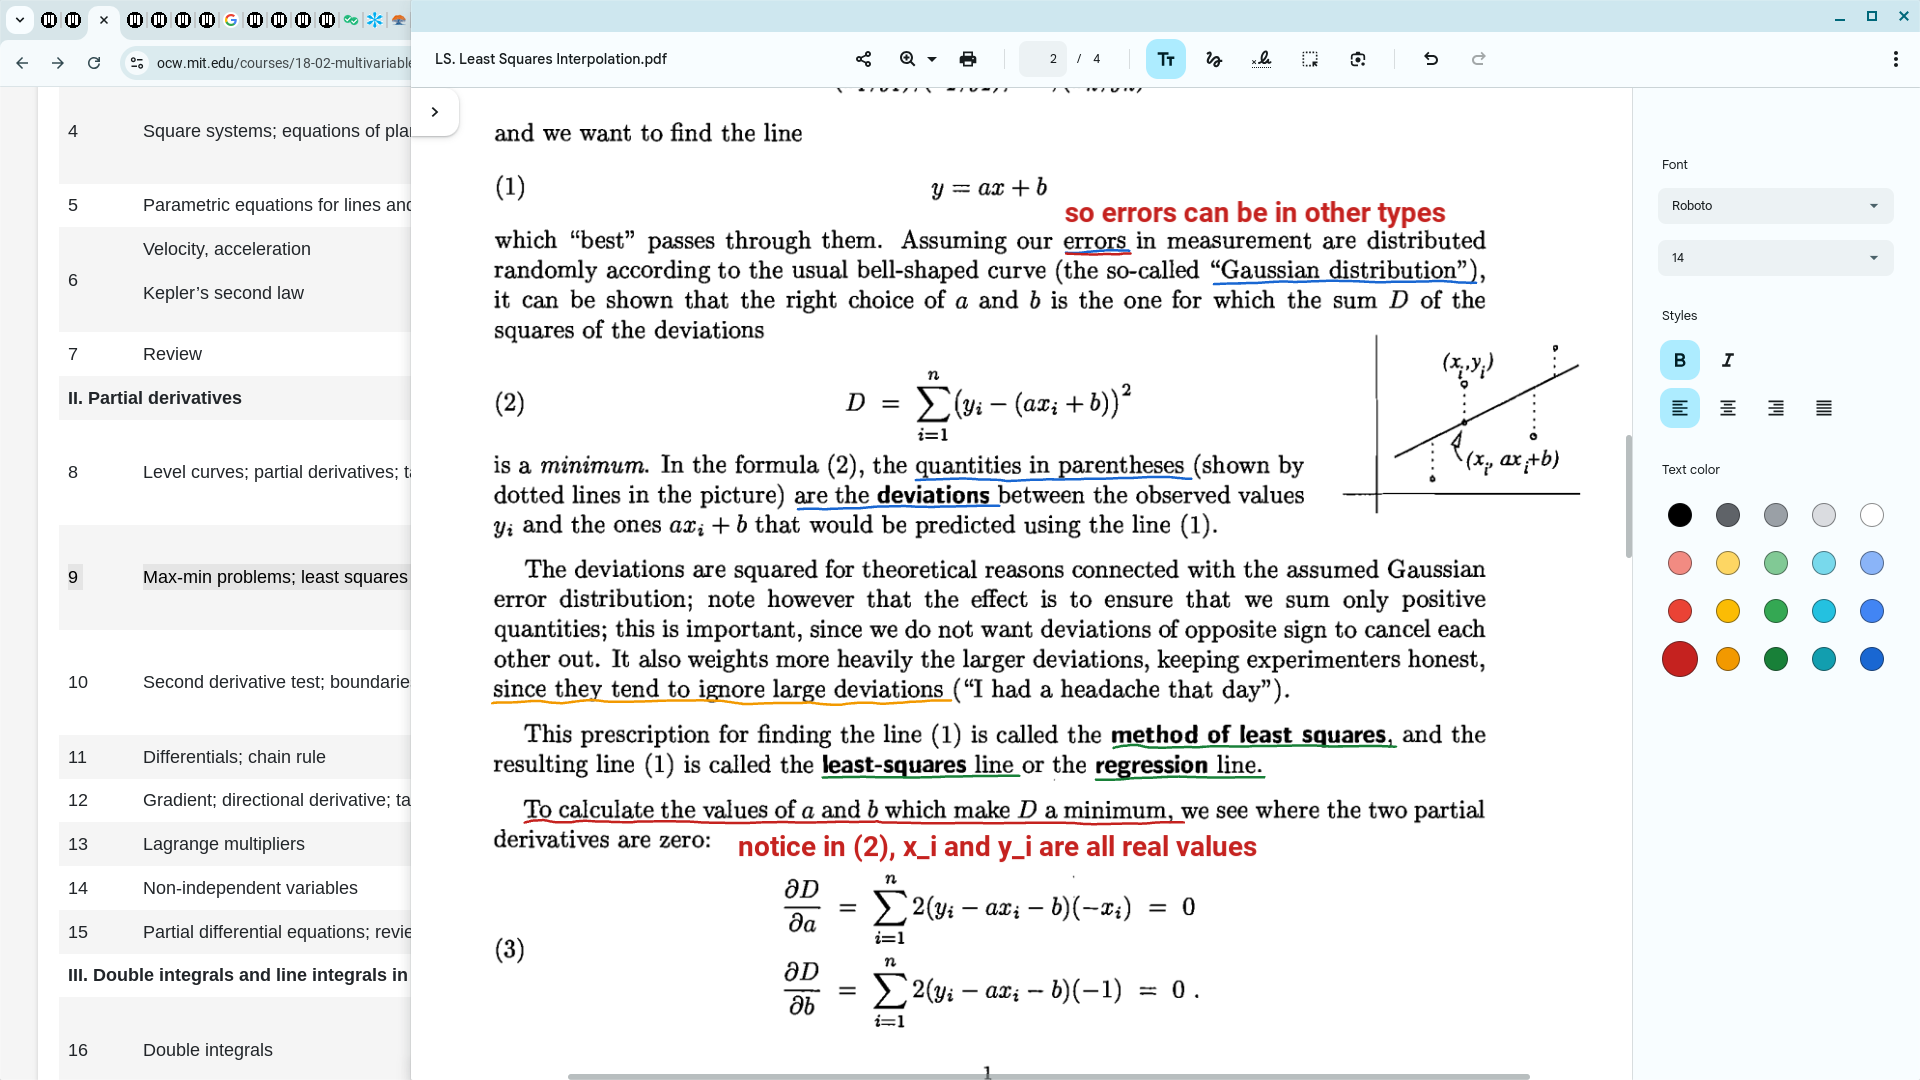 LS. Least Squares Interpolation.pdf
2 / 4
ocw.mit.edu/courses/18-02-multivariable
4 Square systems; equations of pla
5 Parametric equations for lines and
6 Velocity, acceleration
Kepler’s second law
7 Review
II. Partial derivatives
8 Level curves; partial derivatives; ta
9 Max-min problems; least squares
10 Second derivative test; boundarie
11 Differentials; chain rule
12 Gradient; directional derivative; ta
13 Lagrange multipliers
14 Non-independent variables
15 Partial differential equations; revie
III. Double integrals and line integrals in
16 Double integrals
and we want to find the line
(1) y = ax + b
so errors can be in other types
which “best” passes through them. Assuming our errors in measurement are distributed
randomly according to the usual bell-shaped curve (the so-called “Gaussian distribution”),
it can be shown that the right choice of a and b is the one for which the sum D of the
squares of the deviations
(2) D = ∑_{i=1}^{n} (y_i − (ax_i + b))^2
(x_i, y_i)
(x_i, ax_i+b)
is a minimum. In the formula (2), the quantities in parentheses (shown by
dotted lines in the picture) are the deviations between the observed values
y_i and the ones ax_i + b that would be predicted using the line (1).
The deviations are squared for theoretical reasons connected with the assumed Gaussian
error distribution; note however that the effect is to ensure that we sum only positive
quantities; this is important, since we do not want deviations of opposite sign to cancel each
other out. It also weights more heavily the larger deviations, keeping experimenters honest,
since they tend to ignore large deviations (“I had a headache that day”).
This prescription for finding the line (1) is called the method of least squares, and the
resulting line (1) is called the least-squares line or the regression line.
To calculate the values of a and b which make D a minimum, we see where the two partial
derivatives are zero:
notice in (2), x_i and y_i are all real values
∂D/∂a = ∑_{i=1}^{n} 2(y_i − ax_i − b)(−x_i) = 0
(3)
∂D/∂b = ∑_{i=1}^{n} 2(y_i − ax_i − b)(−1) = 0 .
1
Font
Roboto
14
Styles
B I
Text color